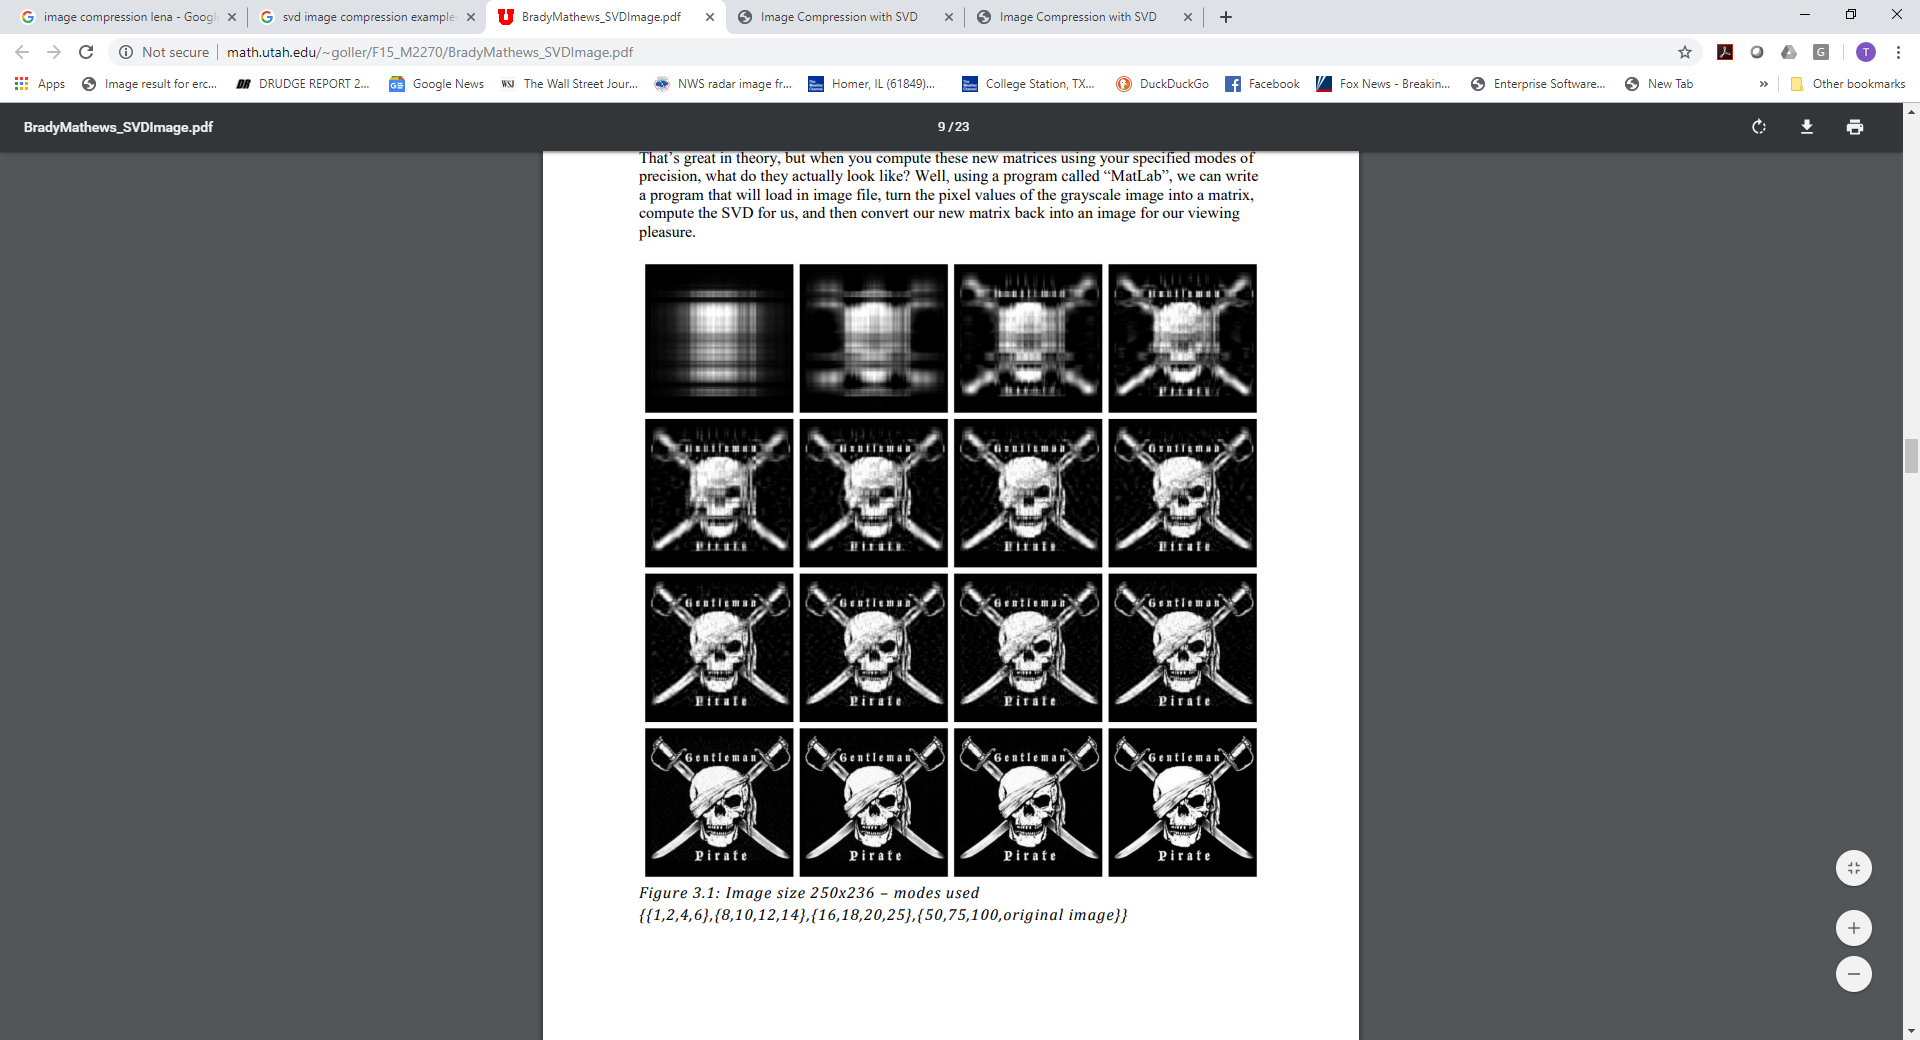 image compression lena - Googl
svd image compression example
BradyMathews_SVDImage.pdf
Image Compression with SVD
Image Compression with SVD
Not secure
math.utah.edu/~goller/F15_M2270/BradyMathews_SVDImage.pdf
T
Apps
Image result for erc...
DRUDGE REPORT 2...
Google News
The Wall Street Jour...
NWS radar image fr...
Homer, IL (61849)...
College Station, TX...
DuckDuckGo
Facebook
Fox News - Breakin...
Enterprise Software...
New Tab
»
Other bookmarks
BradyMathews_SVDImage.pdf
9 / 23
That's great in theory, but when you compute these new matrices using your specified modes of
precision, what do they actually look like? Well, using a program called “MatLab”, we can write
a program that will load in image file, turn the pixel values of the grayscale image into a matrix,
compute the SVD for us, and then convert our new matrix back into an image for our viewing
pleasure.
Gentleman Gentleman Gentleman Gentleman
Pirate Pirate Pirate Pirate
Gentleman Gentleman Gentleman Gentleman
Pirate Pirate Pirate Pirate
Figure 3.1: Image size 250x236 – modes used
{{1,2,4,6},{8,10,12,14},{16,18,20,25},{50,75,100,original image}}